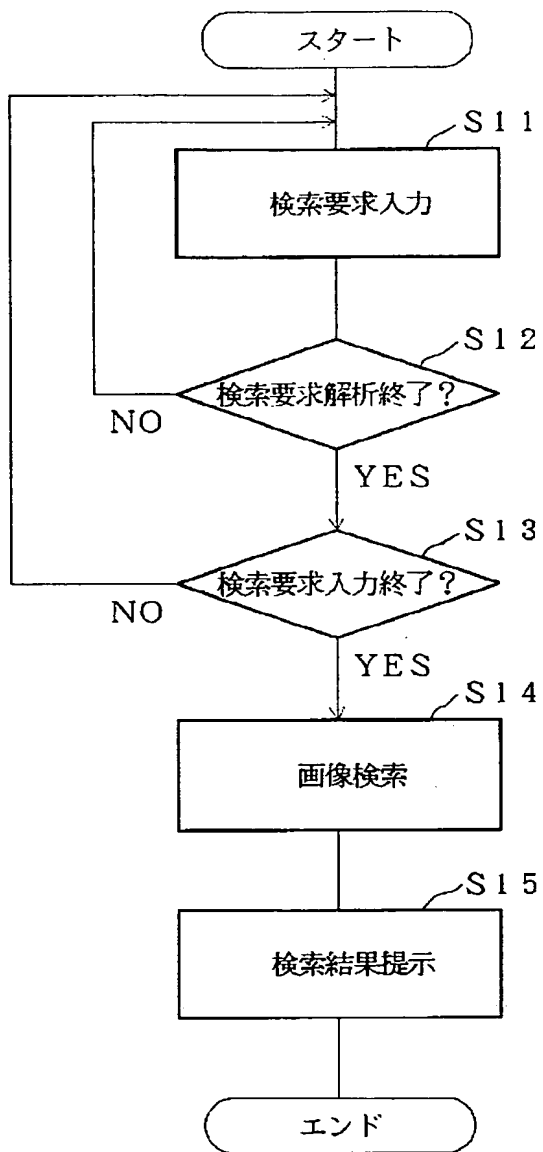 スタート
S11
検索要求入力
S12
検索要求解析終了？
NO
YES
S13
検索要求入力終了？
NO
YES
S14
画像検索
S15
検索結果提示
エンド